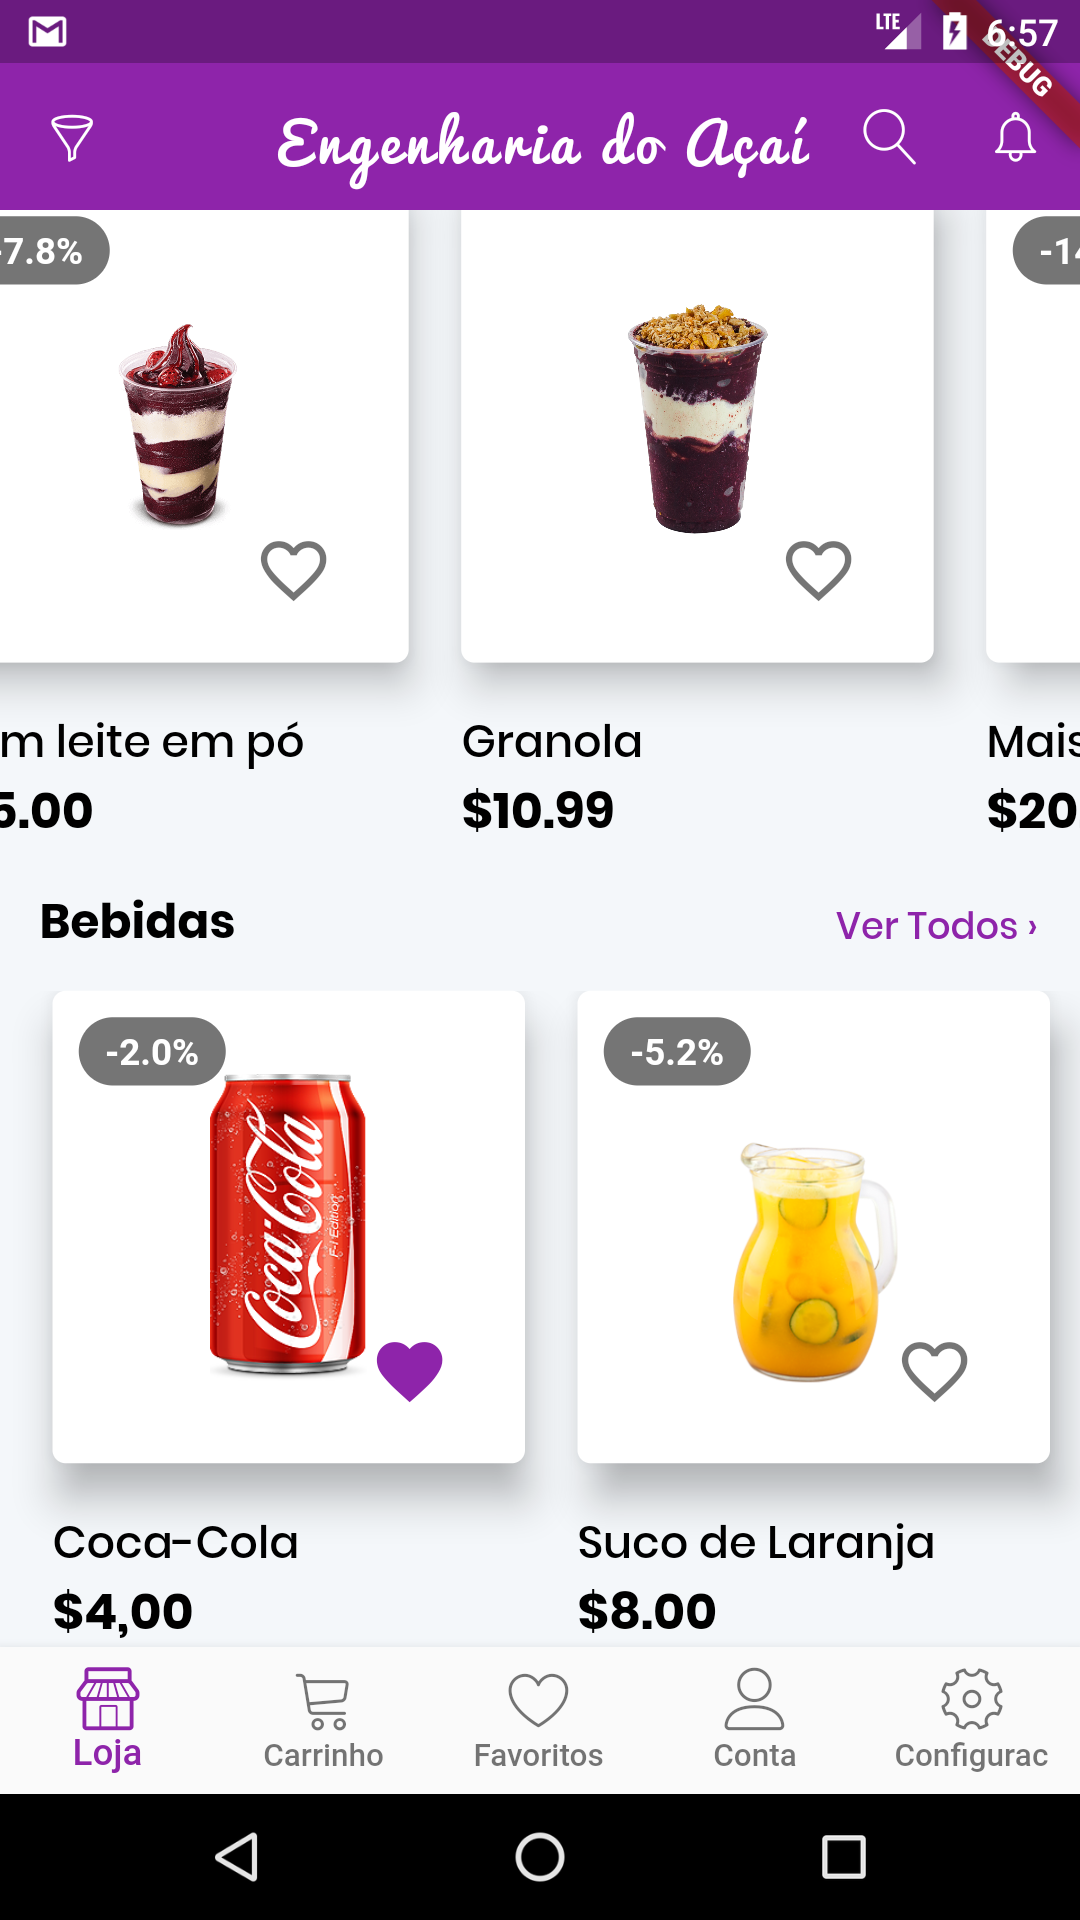 LTE 6:57
DEBUG
Engenharia do Açaí
-7.8%
-14
m leite em pó Granola Mais
5.00 $10.99 $20
Bebidas Ver Todos ›
-2.0% -5.2%
Coca-Cola
F-1 Edition
Coca-Cola Suco de Laranja
$4,00 $8.00
Loja Carrinho Favoritos Conta Configurac